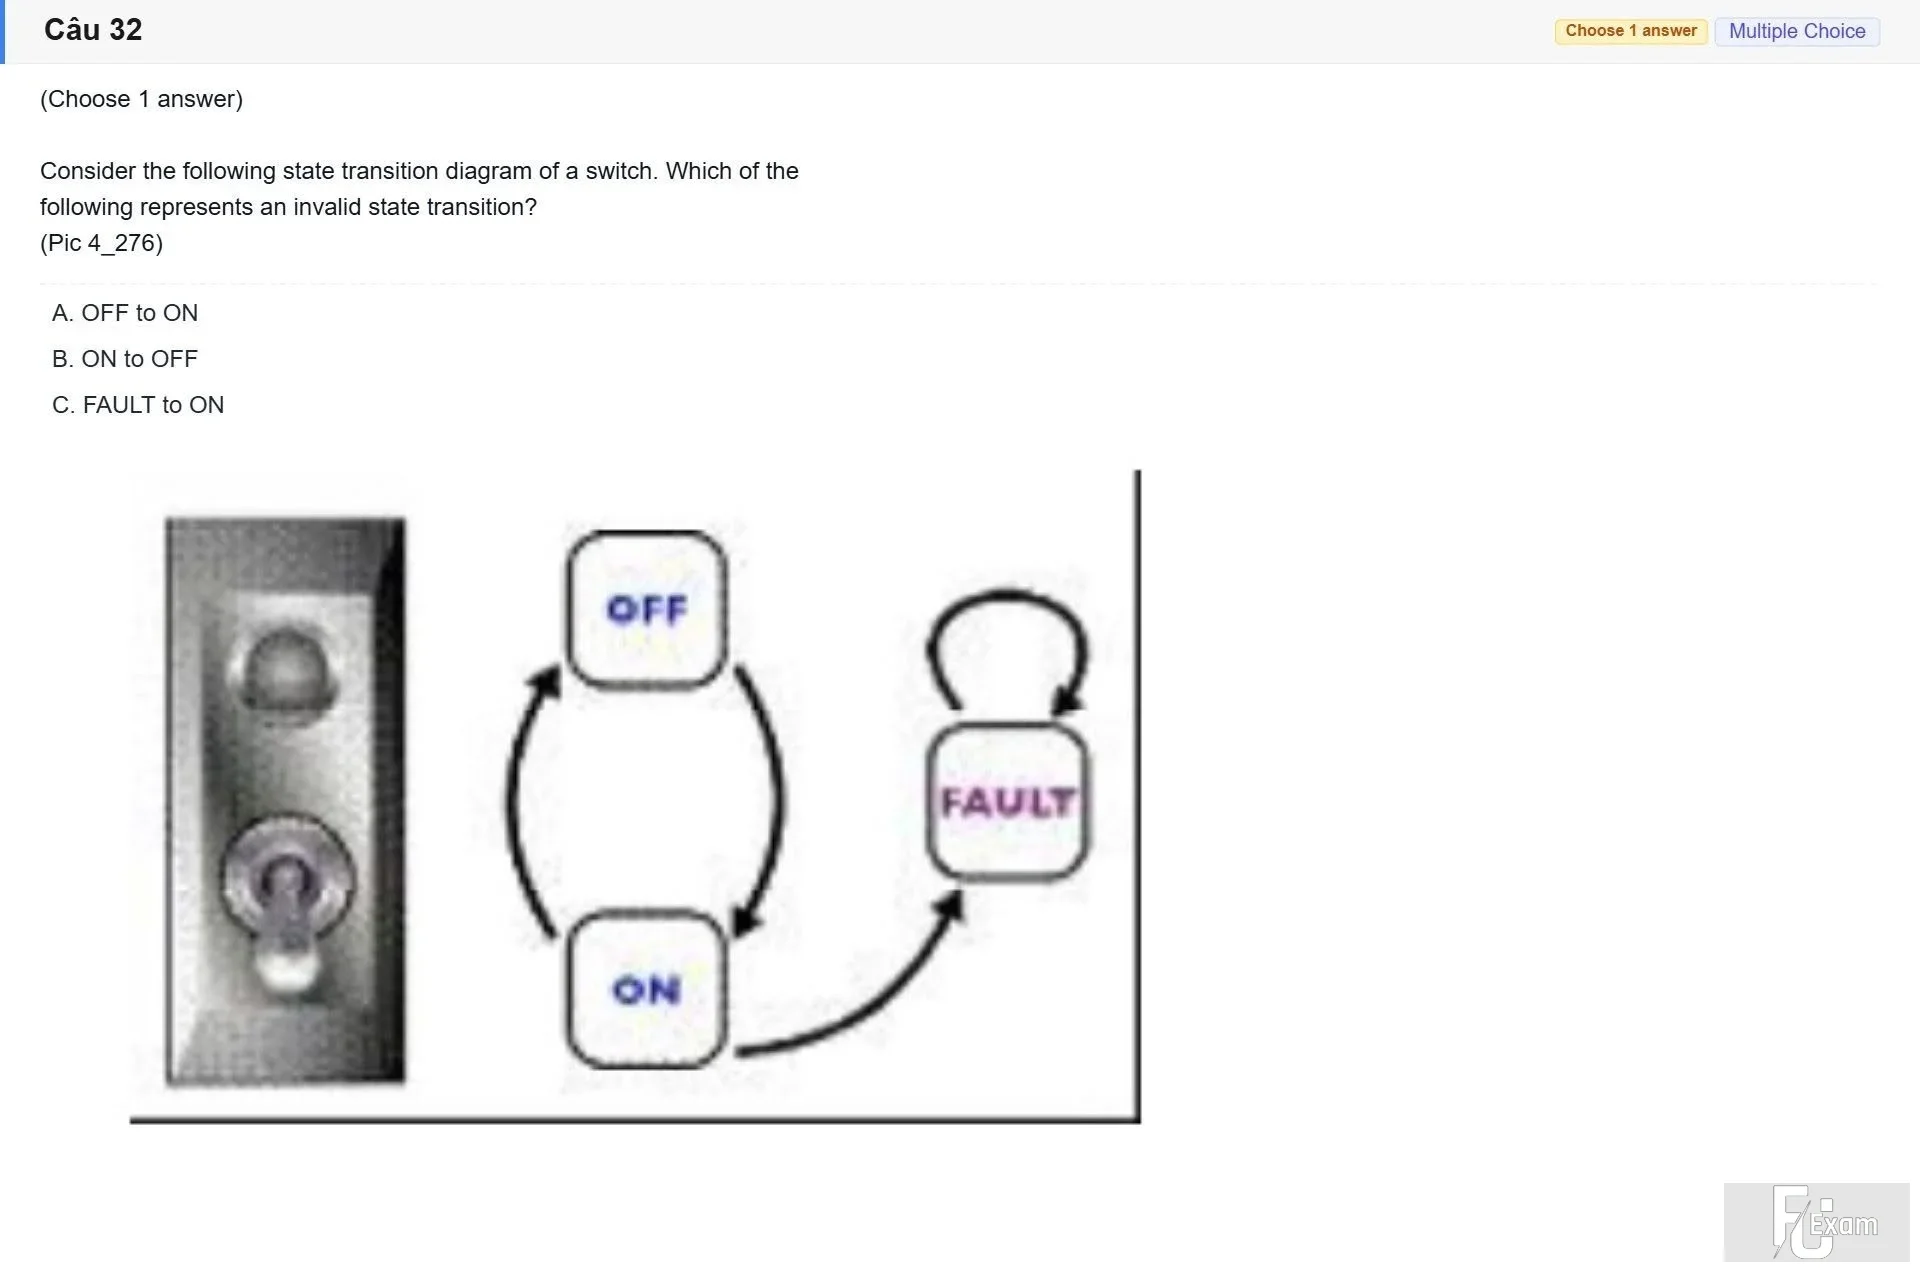 Câu 32
Choose 1 answer
Multiple Choice
(Choose 1 answer)
Consider the following state transition diagram of a switch. Which of the
following represents an invalid state transition?
(Pic 4_276)
A. OFF to ON
B. ON to OFF
C. FAULT to ON
OFF
FAULT
ON
FU Exam